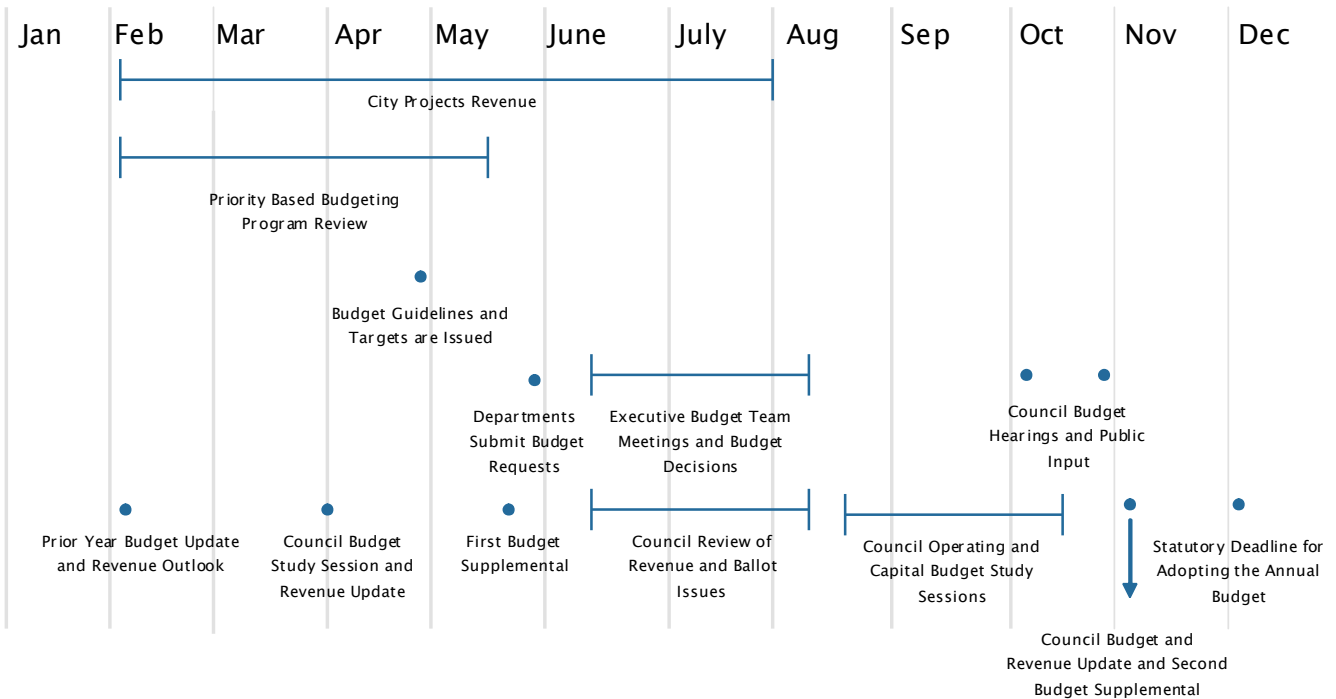 Jan Feb Mar Apr May June July Aug Sep Oct Nov Dec
City Projects Revenue
Priority Based Budgeting
Program Review
Budget Guidelines and
Targets are Issued
Departments
Submit Budget
Requests
Executive Budget Team
Meetings and Budget
Decisions
Council Budget
Hearings and Public
Input
Prior Year Budget Update
and Revenue Outlook
Council Budget
Study Session and
Revenue Update
First Budget
Supplemental
Council Review of
Revenue and Ballot
Issues
Council Operating and
Capital Budget Study
Sessions
Statutory Deadline for
Adopting the Annual
Budget
Council Budget and
Revenue Update and Second
Budget Supplemental